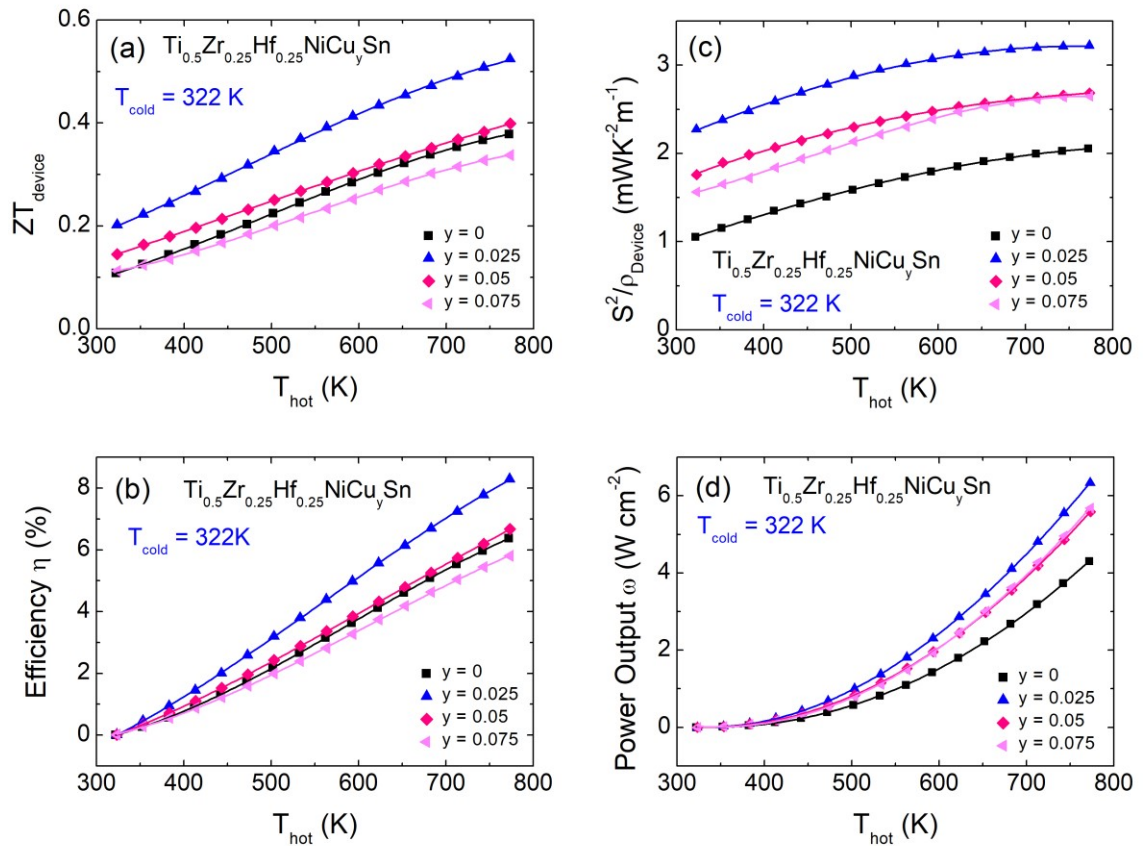 (a) Ti0.5Zr0.25Hf0.25NiCuySn
Tcold = 322 K
ZTdevice
0.6
0.4
0.2
0.0
y = 0
y = 0.025
y = 0.05
y = 0.075
300 400 500 600 700 800
Thot (K)
(c)
S2/ρDevice (mWK-2m-1)
3
2
1
0
y = 0
y = 0.025
y = 0.05
y = 0.075
Ti0.5Zr0.25Hf0.25NiCuySn
Tcold = 322 K
300 400 500 600 700 800
Thot (K)
(b) Ti0.5Zr0.25Hf0.25NiCuySn
Tcold = 322K
Efficiency η (%)
8
6
4
2
0
y = 0
y = 0.025
y = 0.05
y = 0.075
300 400 500 600 700 800
Thot (K)
(d)
Ti0.5Zr0.25Hf0.25NiCuySn
Tcold = 322 K
Power Output ω (W cm-2)
6
4
2
0
y = 0
y = 0.025
y = 0.05
y = 0.075
300 400 500 600 700 800
Thot (K)